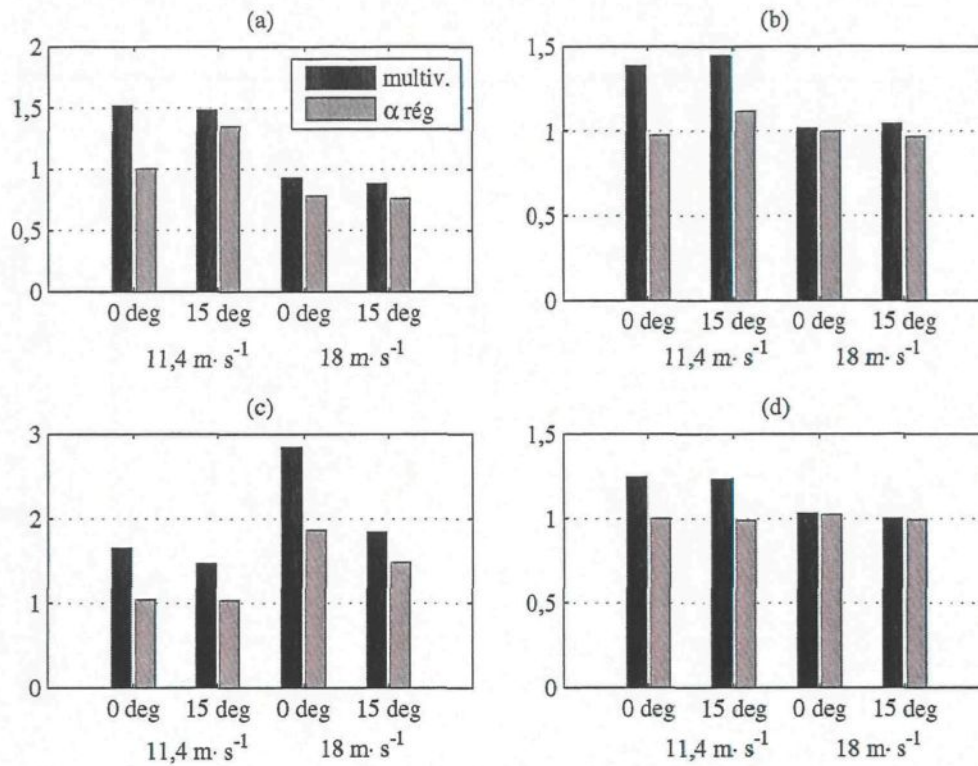 (a)
2
1,5
1
0,5
0
multiv.
α rég
0 deg 15 deg 0 deg 15 deg
11,4 m· s⁻¹ 18 m· s⁻¹
(b)
1,5
1
0,5
0
0 deg 15 deg 0 deg 15 deg
11,4 m· s⁻¹ 18 m· s⁻¹
(c)
3
2
1
0
0 deg 15 deg 0 deg 15 deg
11,4 m· s⁻¹ 18 m· s⁻¹
(d)
1,5
1
0,5
0
0 deg 15 deg 0 deg 15 deg
11,4 m· s⁻¹ 18 m· s⁻¹